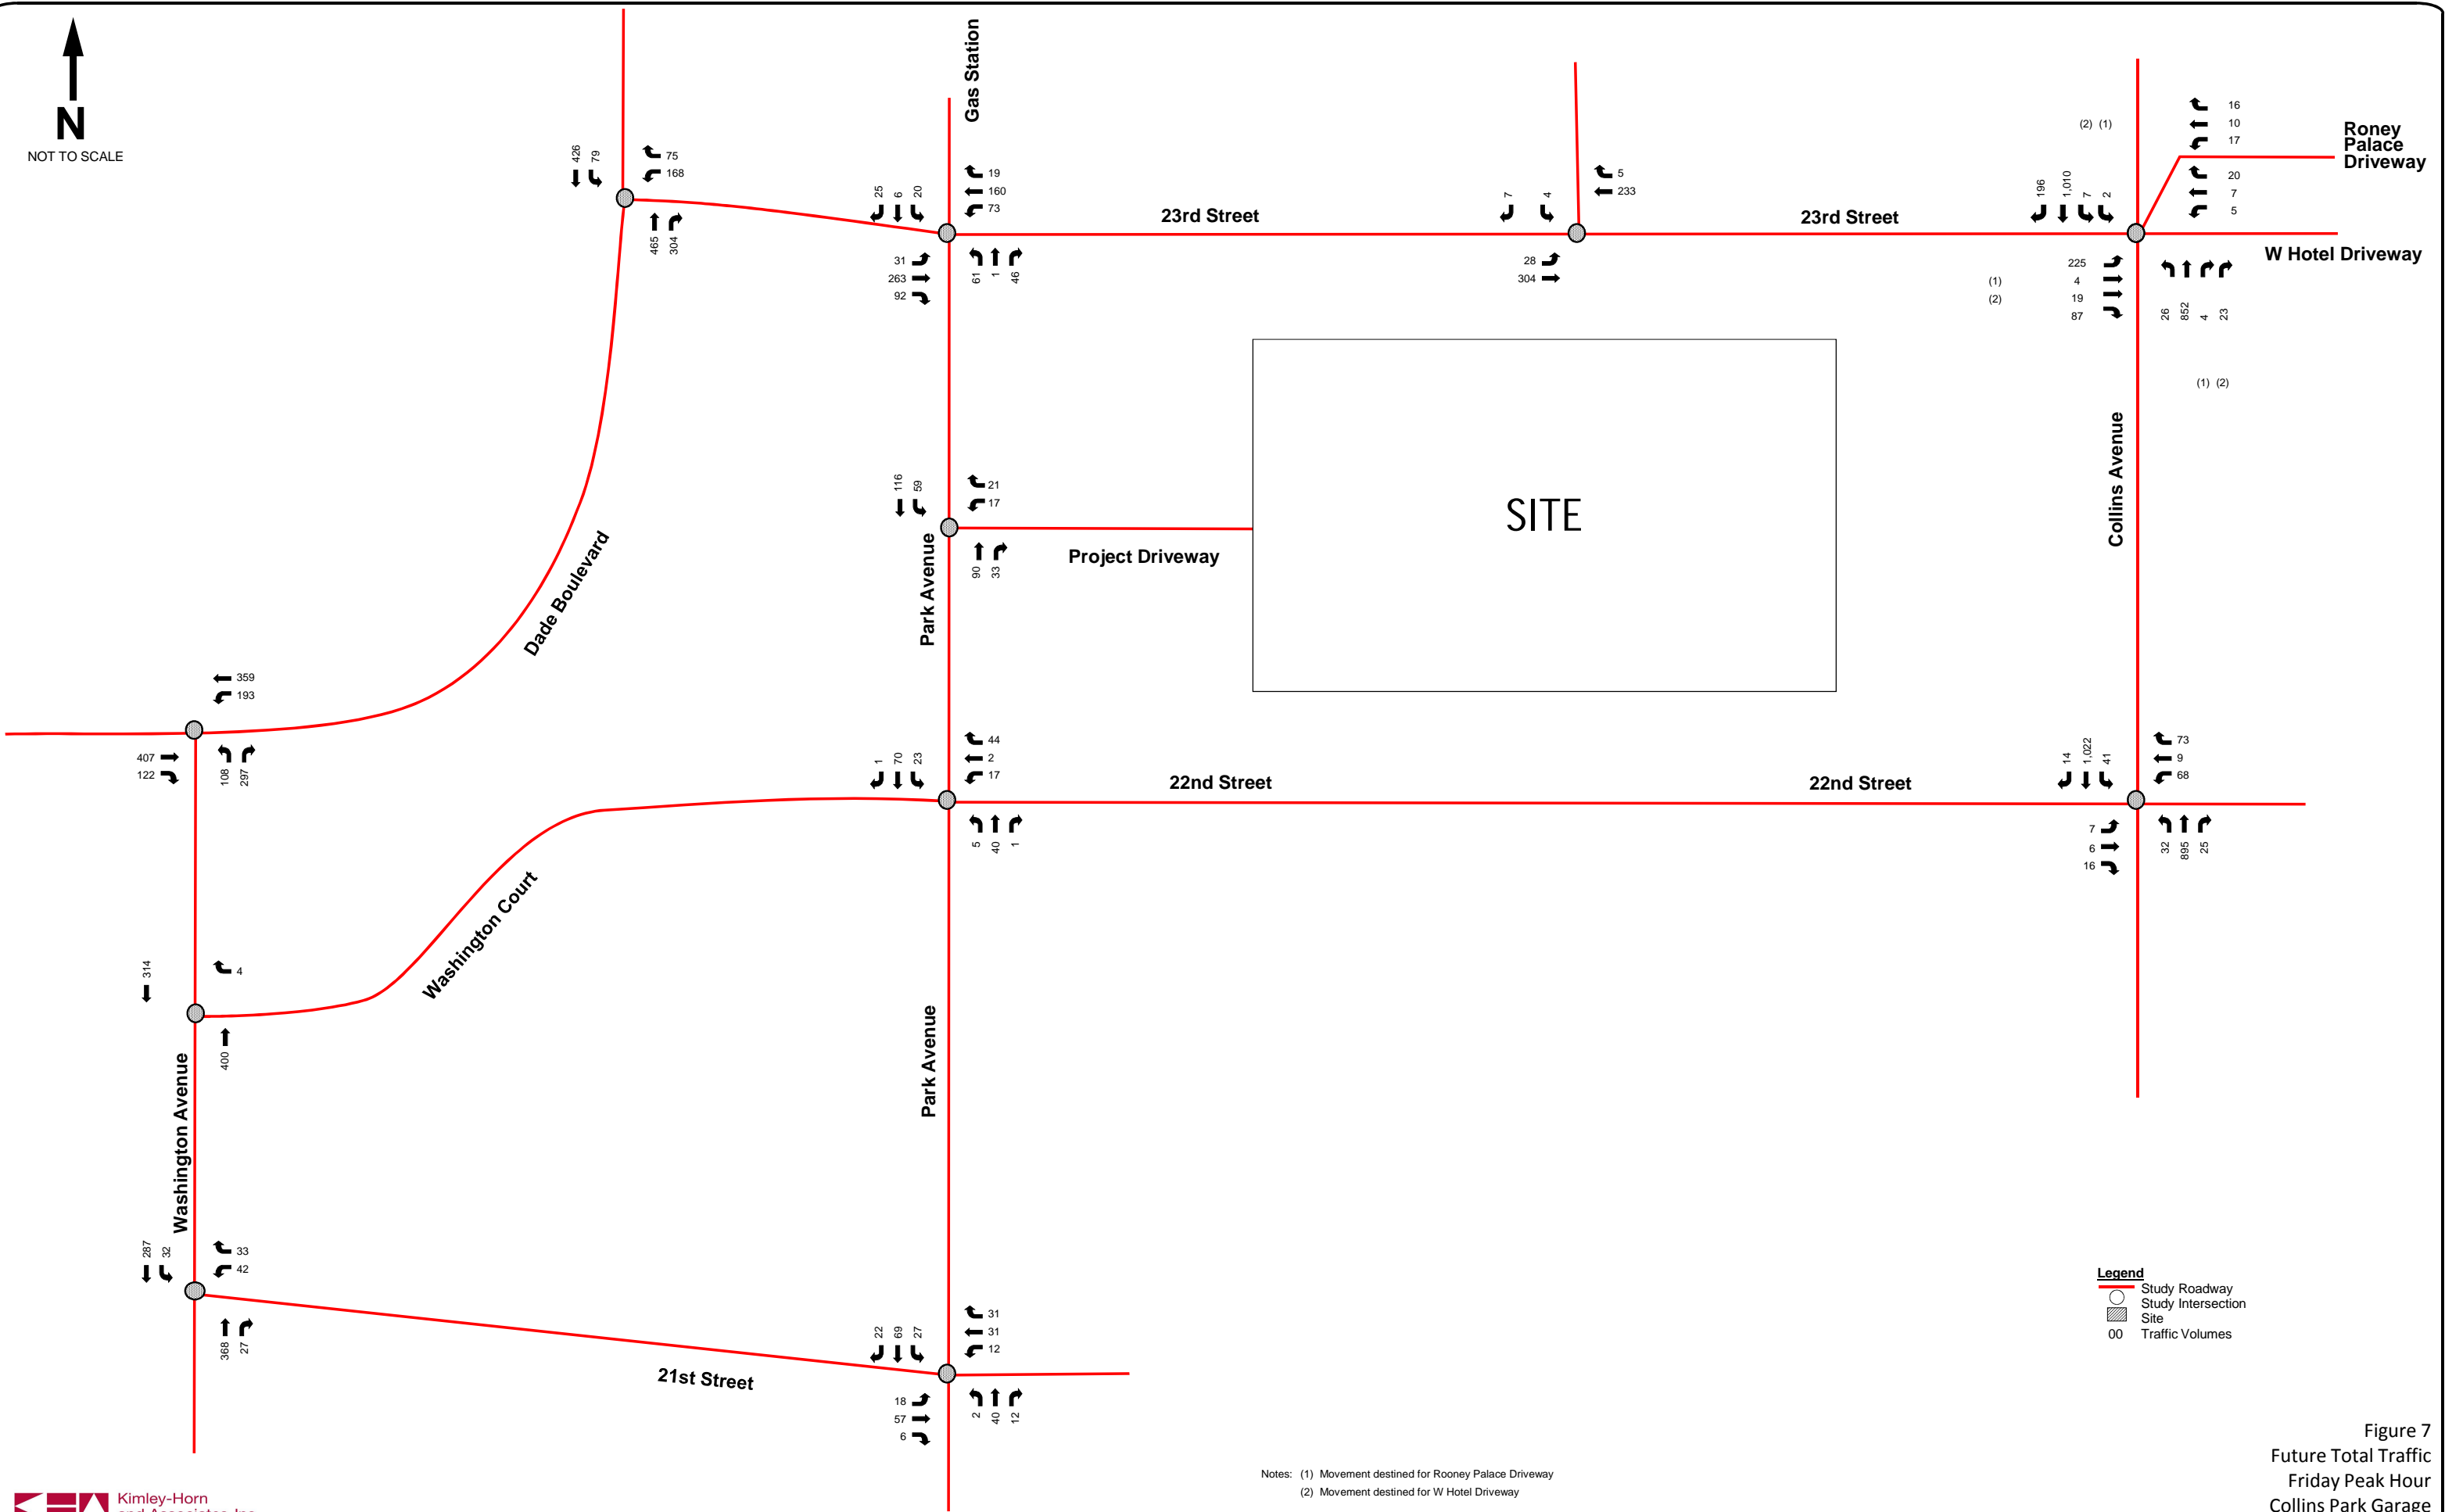 N
NOT TO SCALE
Gas Station
426
79
75
168
465
304
25
6
20
19
160
73
31
263
92
61
1
46
23rd Street
7
4
5
233
28
304
23rd Street
(2) (1)
16
10
17
Roney
Palace
Driveway
196
1,010
7
2
20
7
5
W Hotel Driveway
225
(1) 4
(2) 19
87
26
852
4
23
(1) (2)
Collins Avenue
116
59
21
17
90
33
Park Avenue
Project Driveway
SITE
Dade Boulevard
359
193
407
122
108
297
1
70
23
44
2
17
5
40
1
22nd Street
22nd Street
14
1,022
41
73
9
68
7
6
16
32
895
25
Washington Court
314
4
400
Washington Avenue
Park Avenue
287
32
33
42
368
27
21st Street
22
69
27
31
31
12
18
57
6
2
40
12
Legend
Study Roadway
Study Intersection
Site
00 Traffic Volumes
Notes: (1) Movement destined for Rooney Palace Driveway
(2) Movement destined for W Hotel Driveway
Figure 7
Future Total Traffic
Friday Peak Hour
Collins Park Garage
Kimley-Horn
and Associates, Inc.